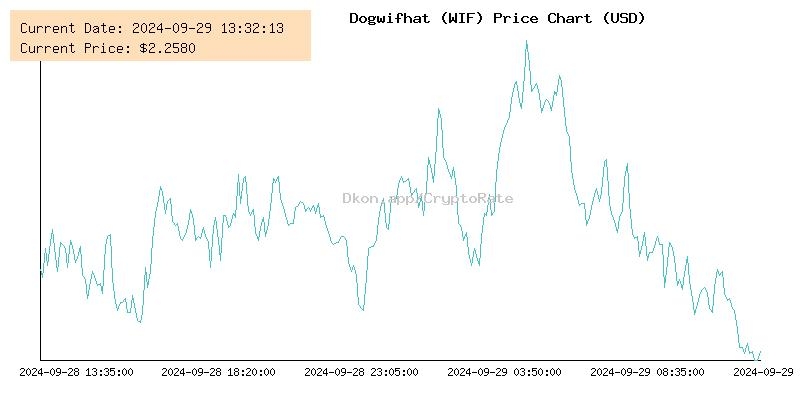 Dogwifhat (WIF) Price Chart (USD)
Current Date: 2024-09-29 13:32:13
Current Price: $2.2580
Dkon.app/CryptoRate
2024-09-28 13:35:00
2024-09-28 18:20:00
2024-09-28 23:05:00
2024-09-29 03:50:00
2024-09-29 08:35:00
2024-09-29